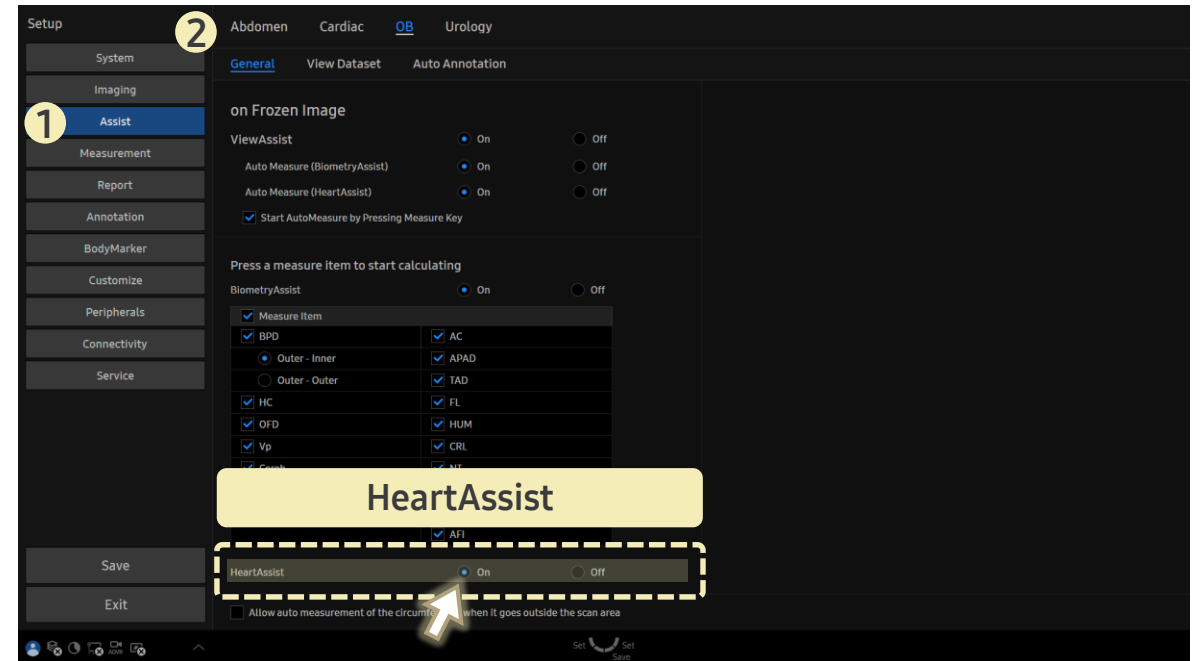 Setup
2
Abdomen Cardiac OB Urology
System
General View Dataset Auto Annotation
Imaging
1
Assist
on Frozen Image
ViewAssist On Off
Measurement
Auto Measure (BiometryAssist) On Off
Report
Auto Measure (HeartAssist) On Off
Annotation
Start AutoMeasure by Pressing Measure Key
BodyMarker
Press a measure item to start calculating
Customize
BiometryAssist On Off
Peripherals
Measure Item
BPD AC
Connectivity
Outer - Inner APAD
Service
Outer - Outer TAD
HC FL
OFD HUM
Vp CRL
NT
HeartAssist
AFI
Save
HeartAssist On Off
Exit
Allow auto measurement of the when it goes outside the scan area
ADVR
Set Set
Save